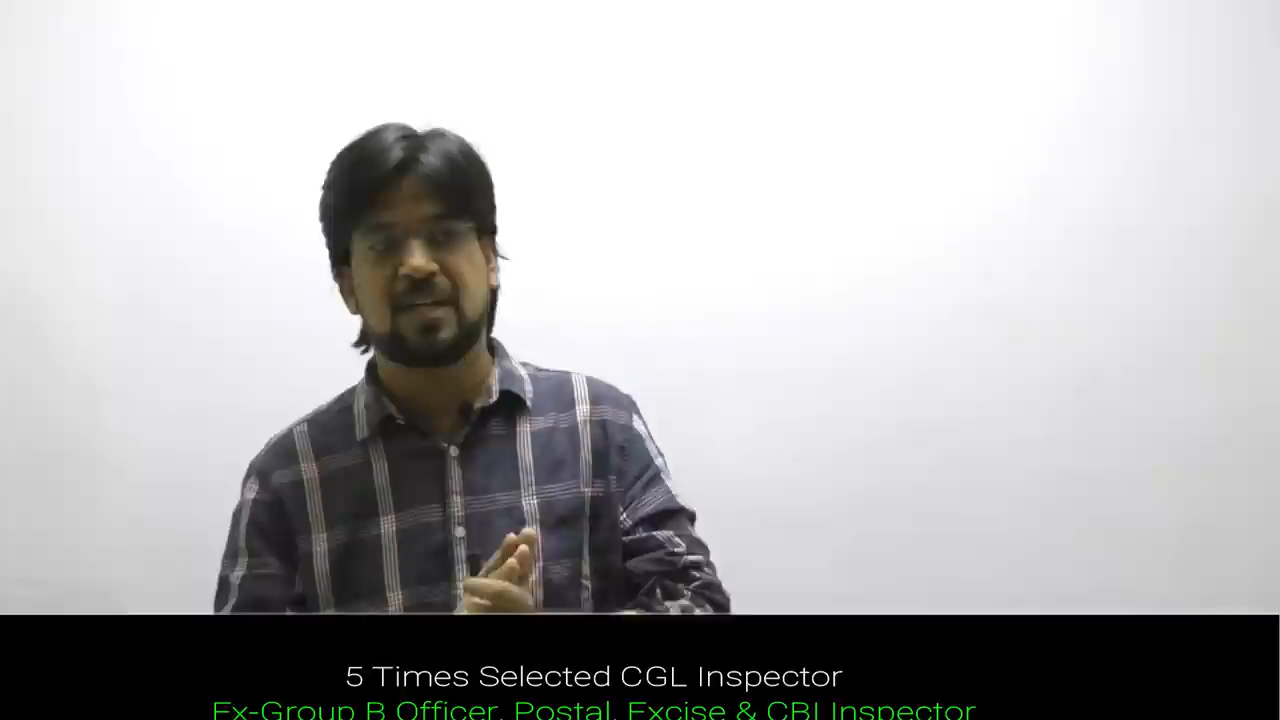 5 Times Selected CGL Inspector
Ex-Group B Officer, Postal, Excise & CBI Inspector